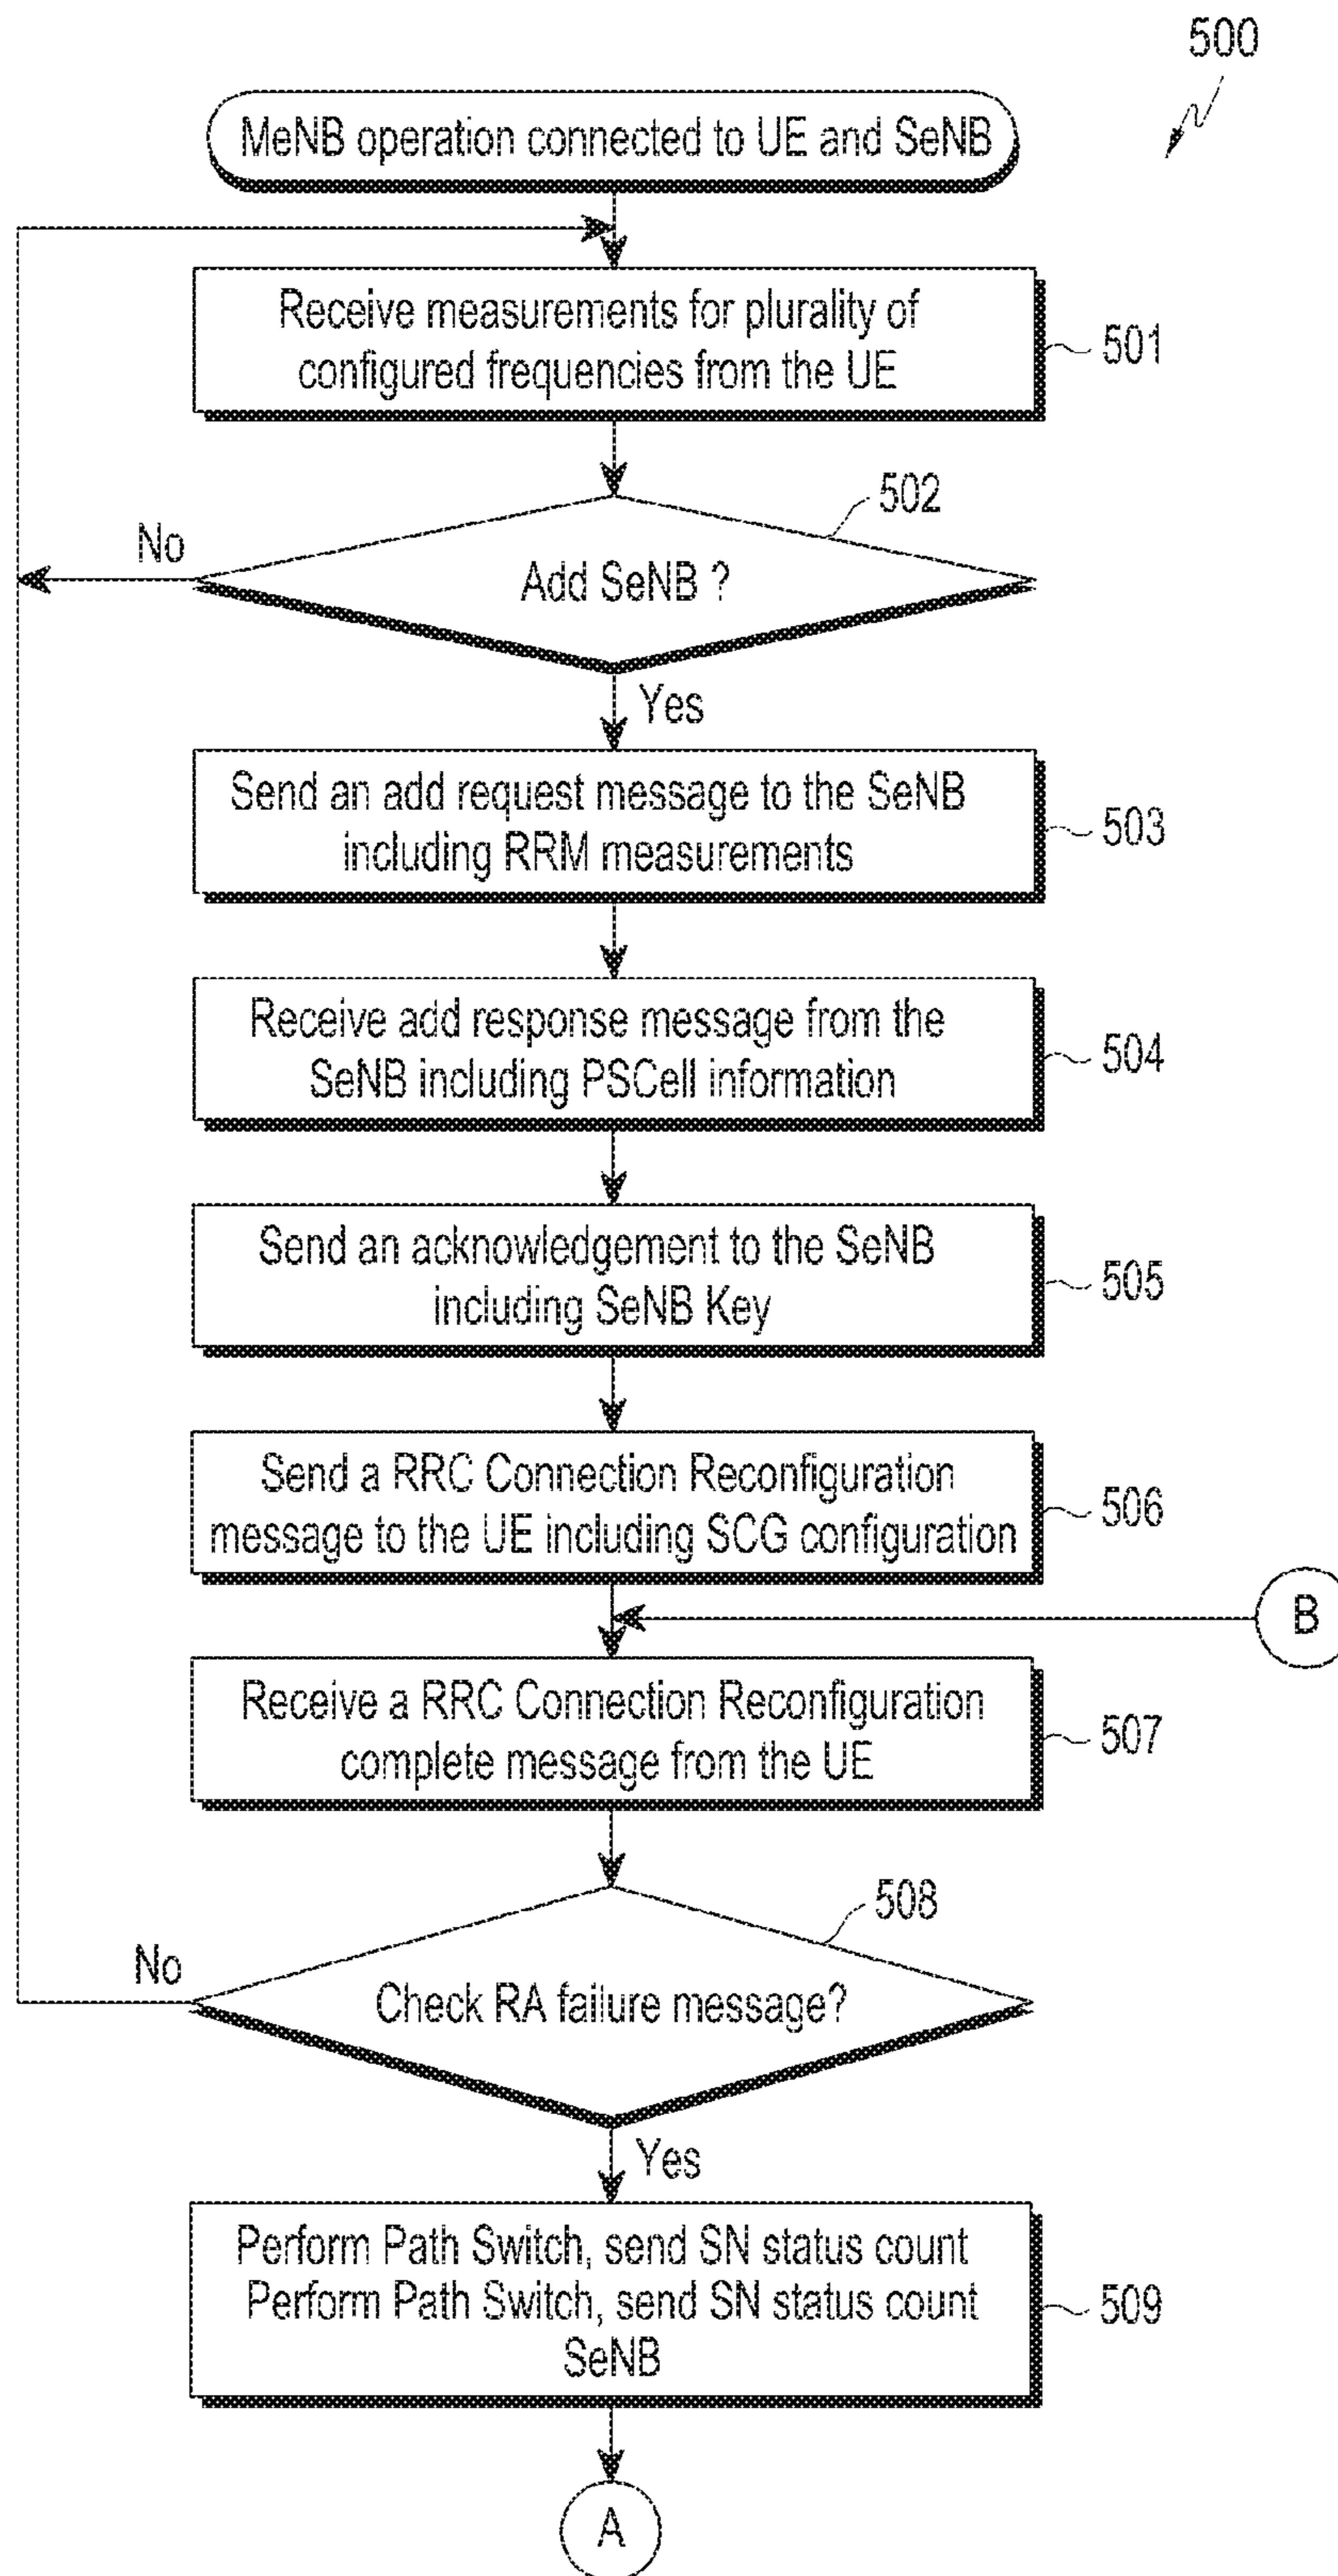 500
MeNB operation connected to UE and SeNB
Receive measurements for plurality of
configured frequencies from the UE
501
502
No
Add SeNB ?
Yes
Send an add request message to the SeNB
including RRM measurements
503
Receive add response message from the
SeNB including PSCell information
504
Send an acknowledgement to the SeNB
including SeNB Key
505
Send a RRC Connection Reconfiguration
message to the UE including SCG configuration
506
B
Receive a RRC Connection Reconfiguration
complete message from the UE
507
508
No
Check RA failure message?
Yes
Perform Path Switch, send SN status count
Perform Path Switch, send SN status count
SeNB
509
A